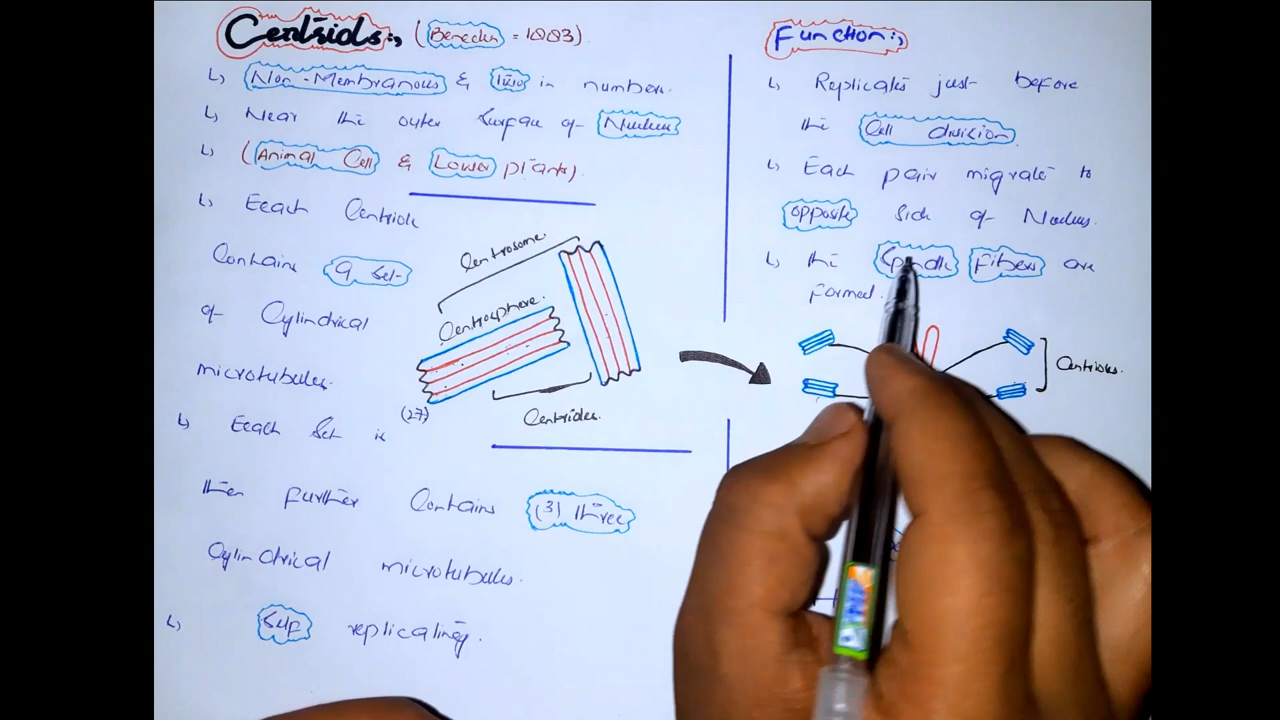 Centriols:, (Benedes = 1883)
↳ Non-Membranous & two in number.
↳ Near the outer Surface of Nucleus
↳ (Animal Cell & Lower plants).
↳ Eeach Centriole
Contains 9 Set
of Cylindrical
microtubules.
↳ Eeach Set is
then further Contains (3) three
Cylindrical microtubules.
↳ Self replicating.
Centrosome.
Centrosphere.
(27)
Centrioles.
Function:,
↳ Replicates just before
the Cell division.
↳ Each pair migrate to
opposite side of Nucleus.
↳ the Spindle Fibers are
formed.
Centrioles.